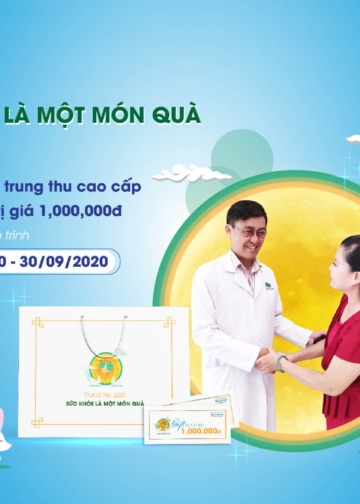 LÀ MỘT MÓN QUÀ
trung thu cao cấp
giá 1,000,000đ
trình
0 - 30/09/2020
TRUNG THU 2020
SỨC KHỎE LÀ MỘT MÓN QUÀ
Gift
1.000.000đ